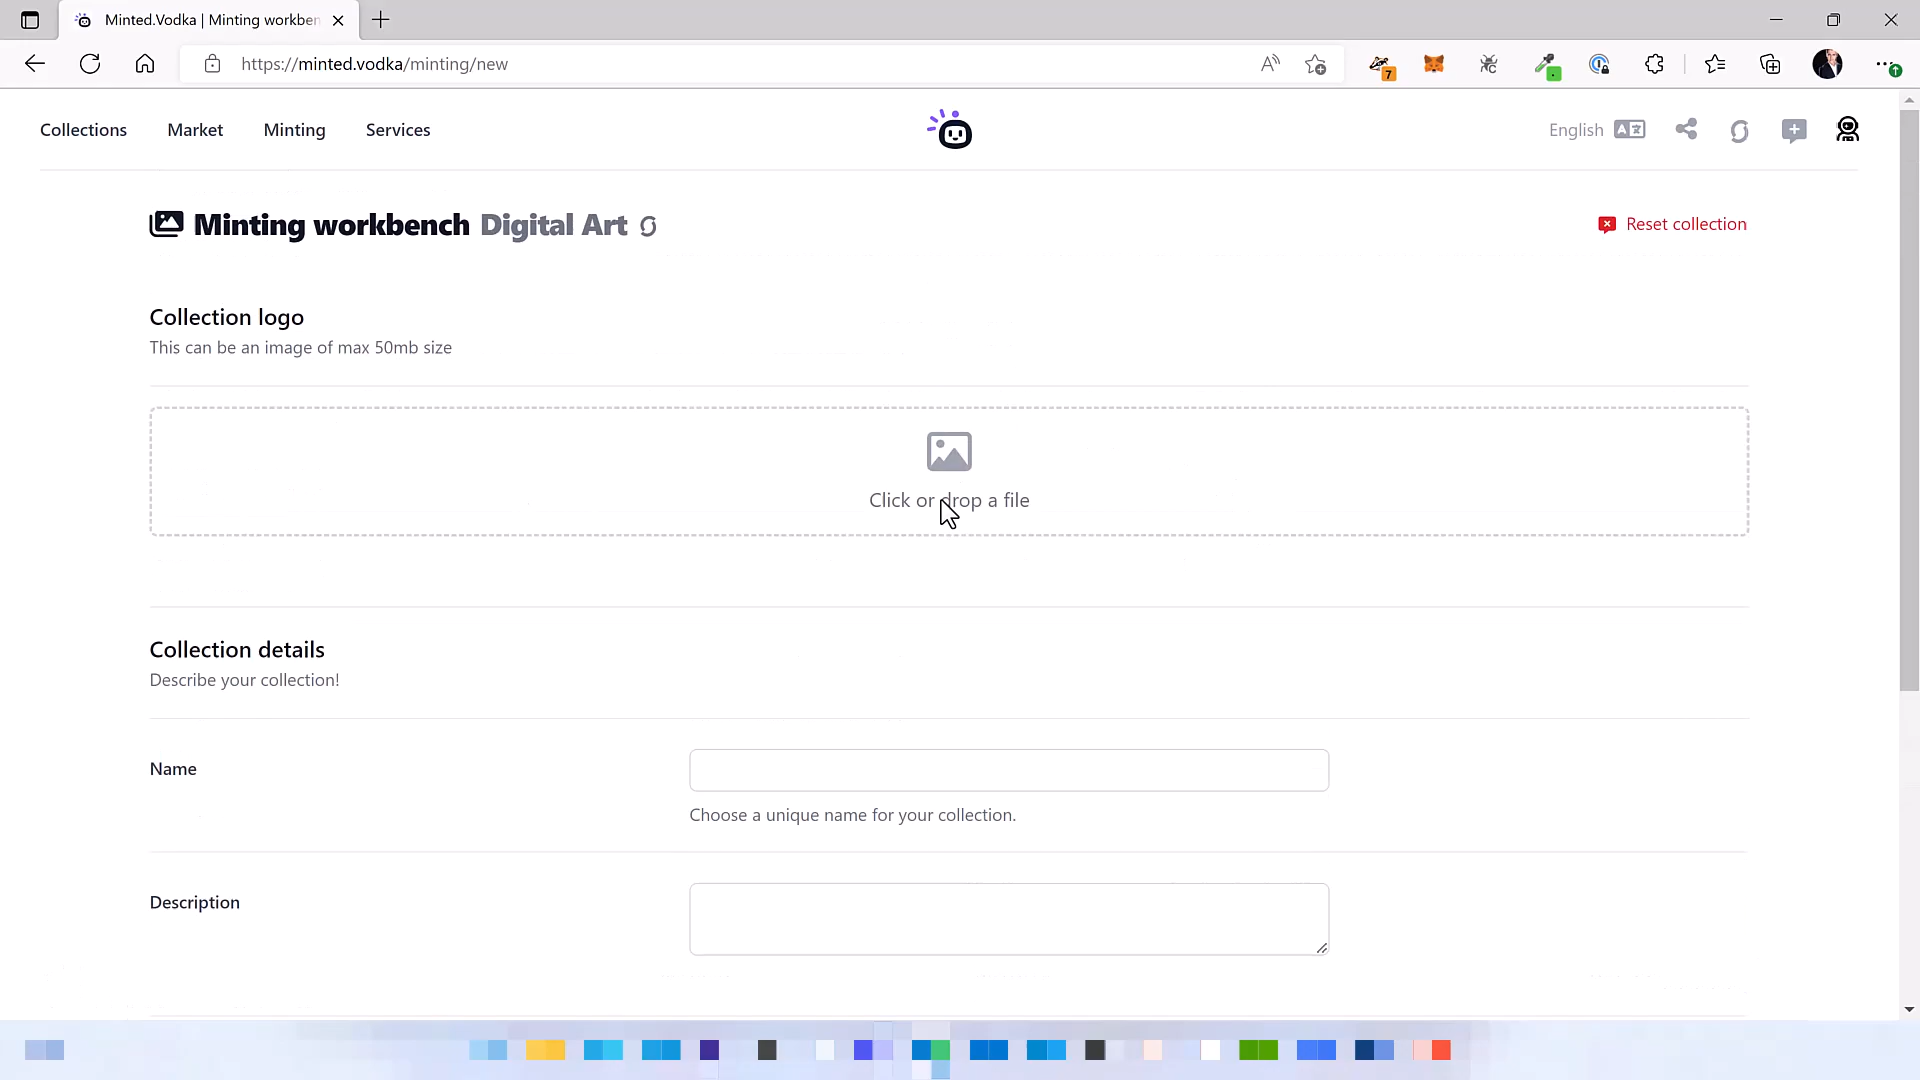 Minted.Vodka | Minting workben
https://minted.vodka/minting/new
7
Collections Market Minting Services
English
Minting workbench Digital Art
Reset collection
Collection logo
This can be an image of max 50mb size
Click or drop a file
Collection details
Describe your collection!
Name
Choose a unique name for your collection.
Description